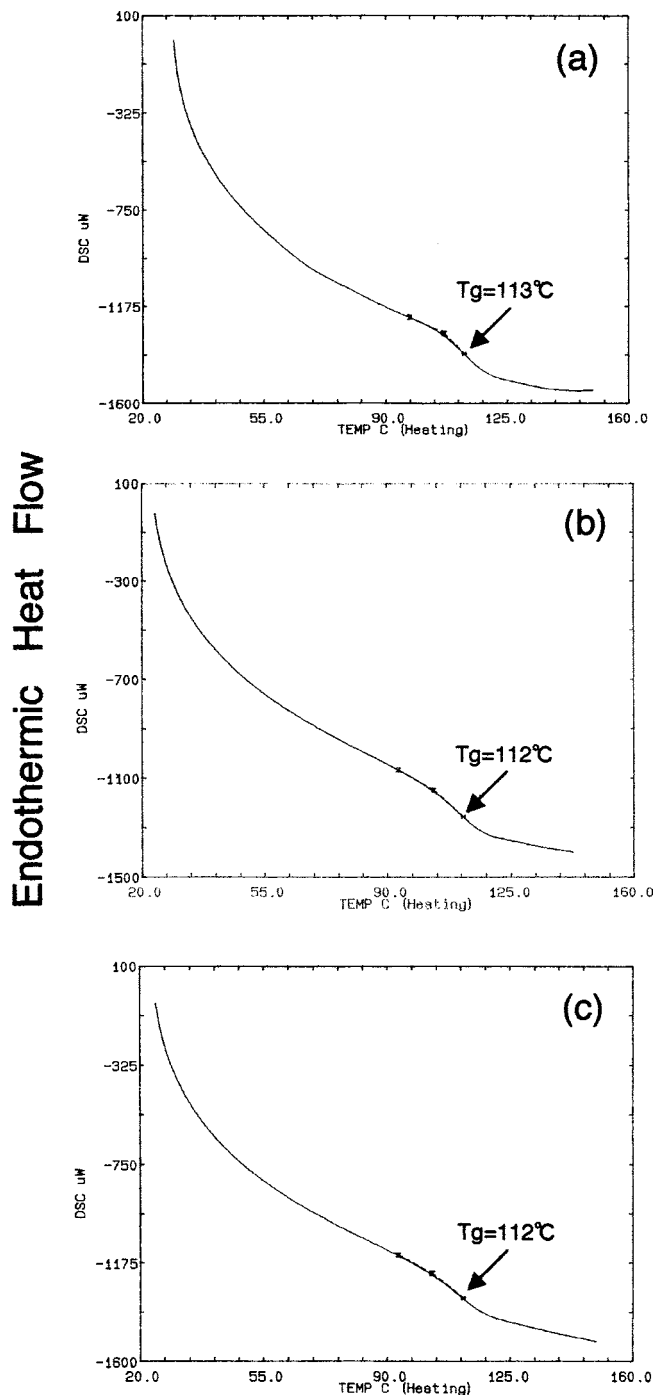 Endothermic Heat Flow
(a)
100
-325
-750
-1175
-1600
DSC uW
Tg=113℃
20.0 55.0 90.0 125.0 160.0
TEMP C (Heating)
(b)
100
-300
-700
-1100
-1500
DSC uW
Tg=112℃
20.0 55.0 90.0 125.0 160.0
TEMP C (Heating)
(c)
100
-325
-750
-1175
-1600
DSC uW
Tg=112℃
20.0 55.0 90.0 125.0 160.0
TEMP C (Heating)